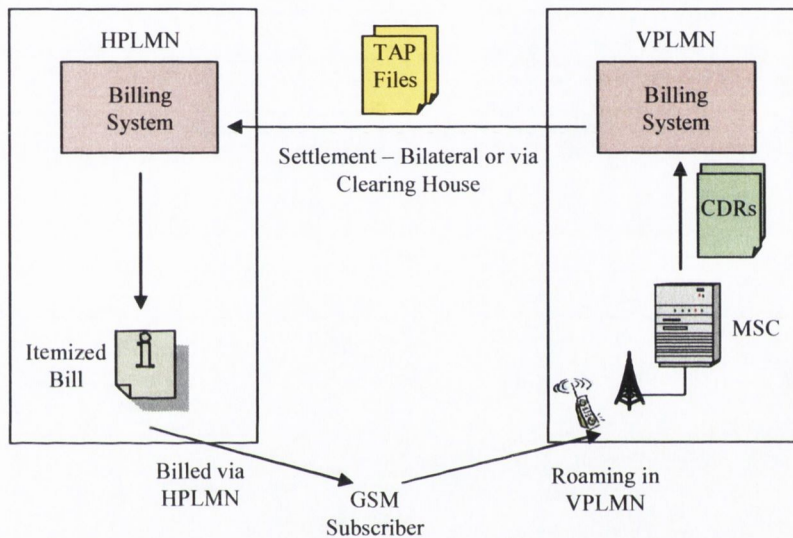 HPLMN
Billing
System
TAP
Files
VPLMN
Billing
System
Settlement – Bilateral or via
Clearing House
CDRs
MSC
Itemized
Bill
i
Billed via
HPLMN
GSM
Subscriber
Roaming in
VPLMN